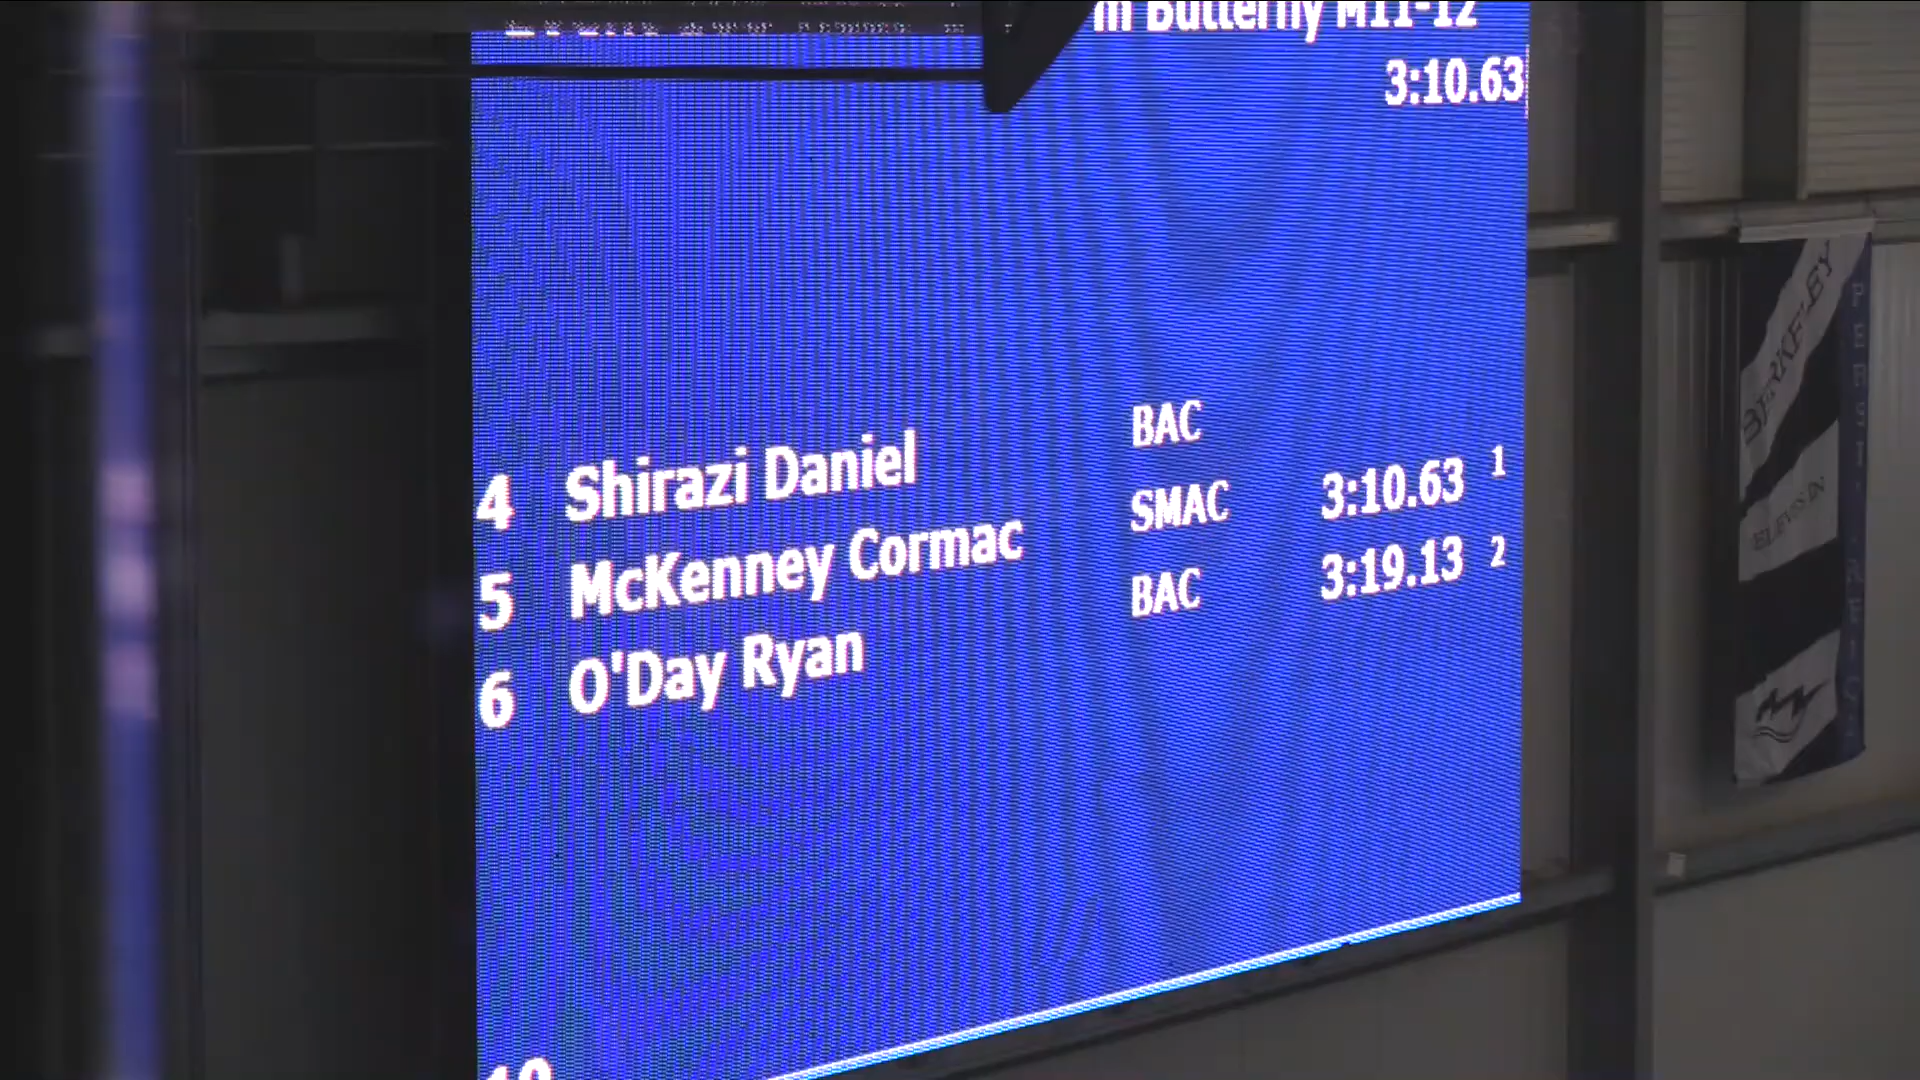 m Butterfly M11-12
3:10.63
4 Shirazi Daniel BAC
5 McKenney Cormac SMAC 3:10.63 1
6 O'Day Ryan BAC 3:19.13 2
BERKELEY